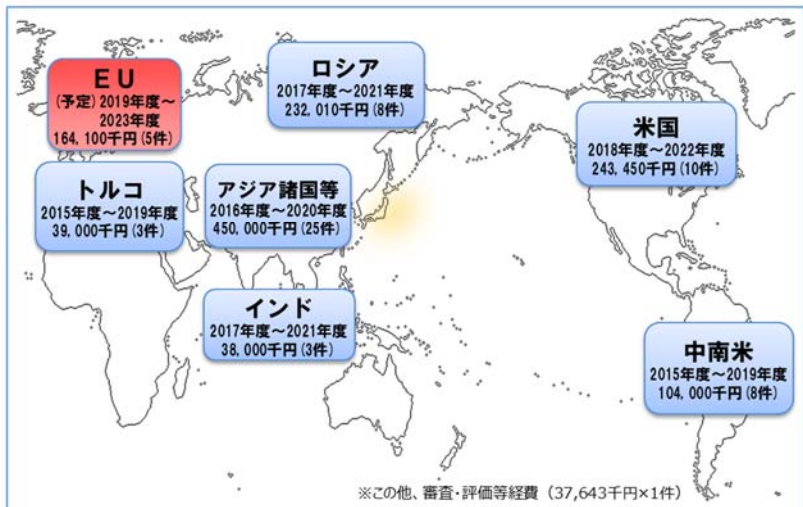 EU
(予定)2019年度～
2023年度
164,100千円(5件)
ロシア
2017年度～2021年度
232,010千円(8件)
米国
2018年度～2022年度
243,450千円(10件)
トルコ
2015年度～2019年度
39,000千円(3件)
アジア諸国等
2016年度～2020年度
450,000千円(25件)
インド
2017年度～2021年度
38,000千円(3件)
中南米
2015年度～2019年度
104,000千円(8件)
※この他、審査・評価等経費（37,643千円×1件）